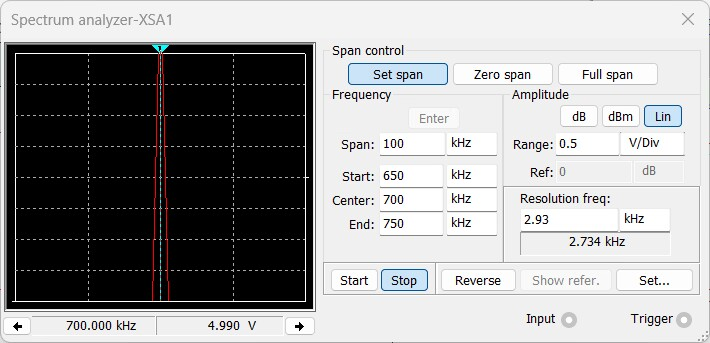 Spectrum analyzer-XSA1
1
Span control
Set span Zero span Full span
Frequency
Enter
Span: 100 kHz
Start: 650 kHz
Center: 700 kHz
End: 750 kHz
Amplitude
dB dBm Lin
Range: 0.5 V/Div
Ref: 0 dB
Resolution freq:
2.93 kHz
2.734 kHz
Start Stop Reverse Show refer. Set...
700.000 kHz 4.990 V
Input Trigger